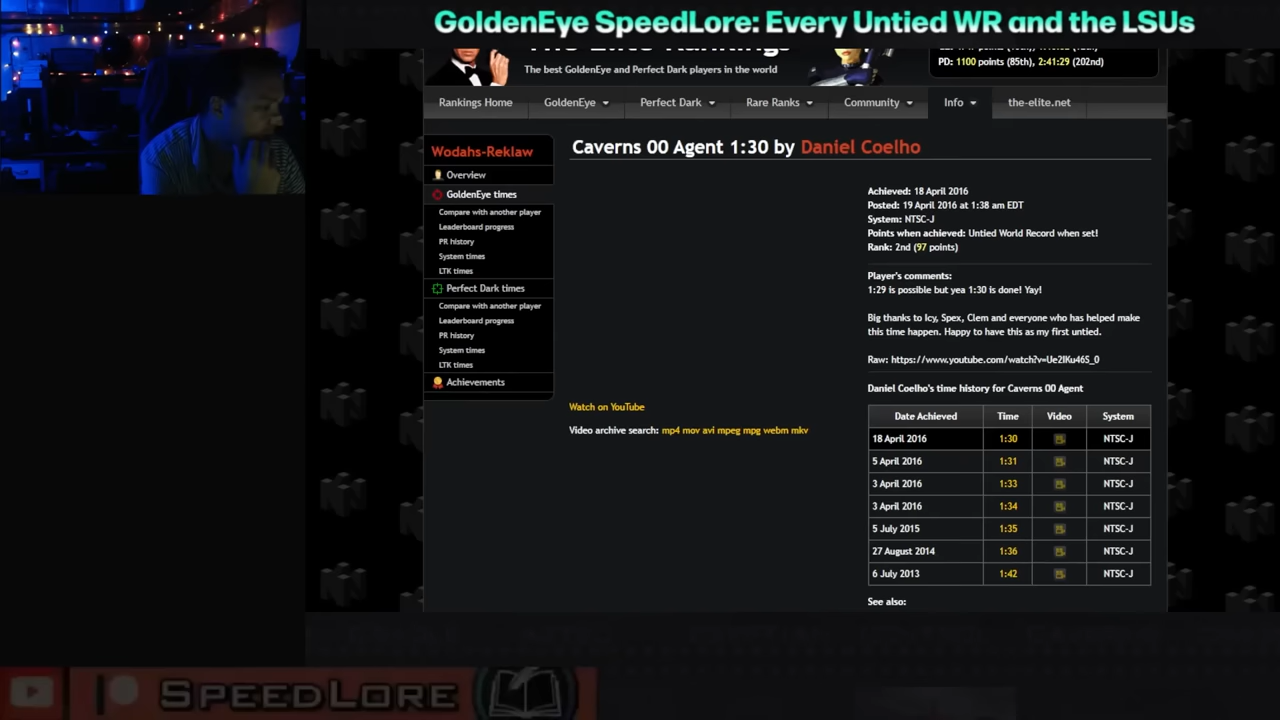 GoldenEye SpeedLore: Every Untied WR and the LSUs
The Elite Rankings
The best GoldenEye and Perfect Dark players in the world
PD: 1100 points (85th), 2:41:29 (202nd)
Rankings Home
GoldenEye
Perfect Dark
Rare Ranks
Community
Info
the-elite.net
Wodahs-Reklaw
Overview
GoldenEye times
Compare with another player
Leaderboard progress
PR history
System times
LTK times
Perfect Dark times
Compare with another player
Leaderboard progress
PR history
System times
LTK times
Achievements
Caverns 00 Agent 1:30 by Daniel Coelho
Watch on YouTube
Video archive search: mp4 mov avi mpeg mpg webm mkv
Achieved: 18 April 2016
Posted: 19 April 2016 at 1:38 am EDT
System: NTSC-J
Points when achieved: Untied World Record when set!
Rank: 2nd (97 points)
Player's comments:
1:29 is possible but yea 1:30 is done! Yay!
Big thanks to Icy, Spex, Clem and everyone who has helped make
this time happen. Happy to have this as my first untied.
Raw: https://www.youtube.com/watch?v=Ue2IKu46S_0
Daniel Coelho's time history for Caverns 00 Agent
Date Achieved Time Video System
18 April 2016 1:30 NTSC-J
5 April 2016 1:31 NTSC-J
3 April 2016 1:33 NTSC-J
3 April 2016 1:34 NTSC-J
5 July 2015 1:35 NTSC-J
27 August 2014 1:36 NTSC-J
6 July 2013 1:42 NTSC-J
See also:
SPEEDLORE